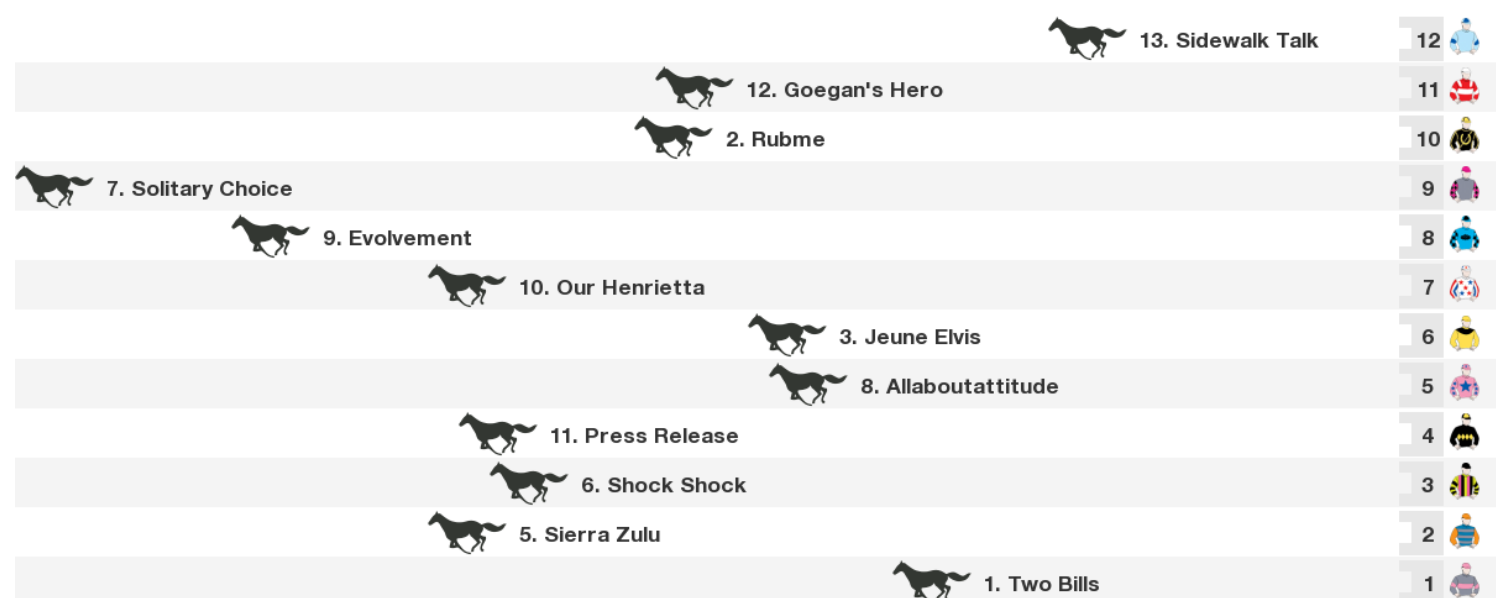 13. Sidewalk Talk 12
12. Goegan's Hero 11
2. Rubme 10
7. Solitary Choice 9
9. Evolvement 8
10. Our Henrietta 7
3. Jeune Elvis 6
8. Allaboutattitude 5
11. Press Release 4
6. Shock Shock 3
5. Sierra Zulu 2
1. Two Bills 1